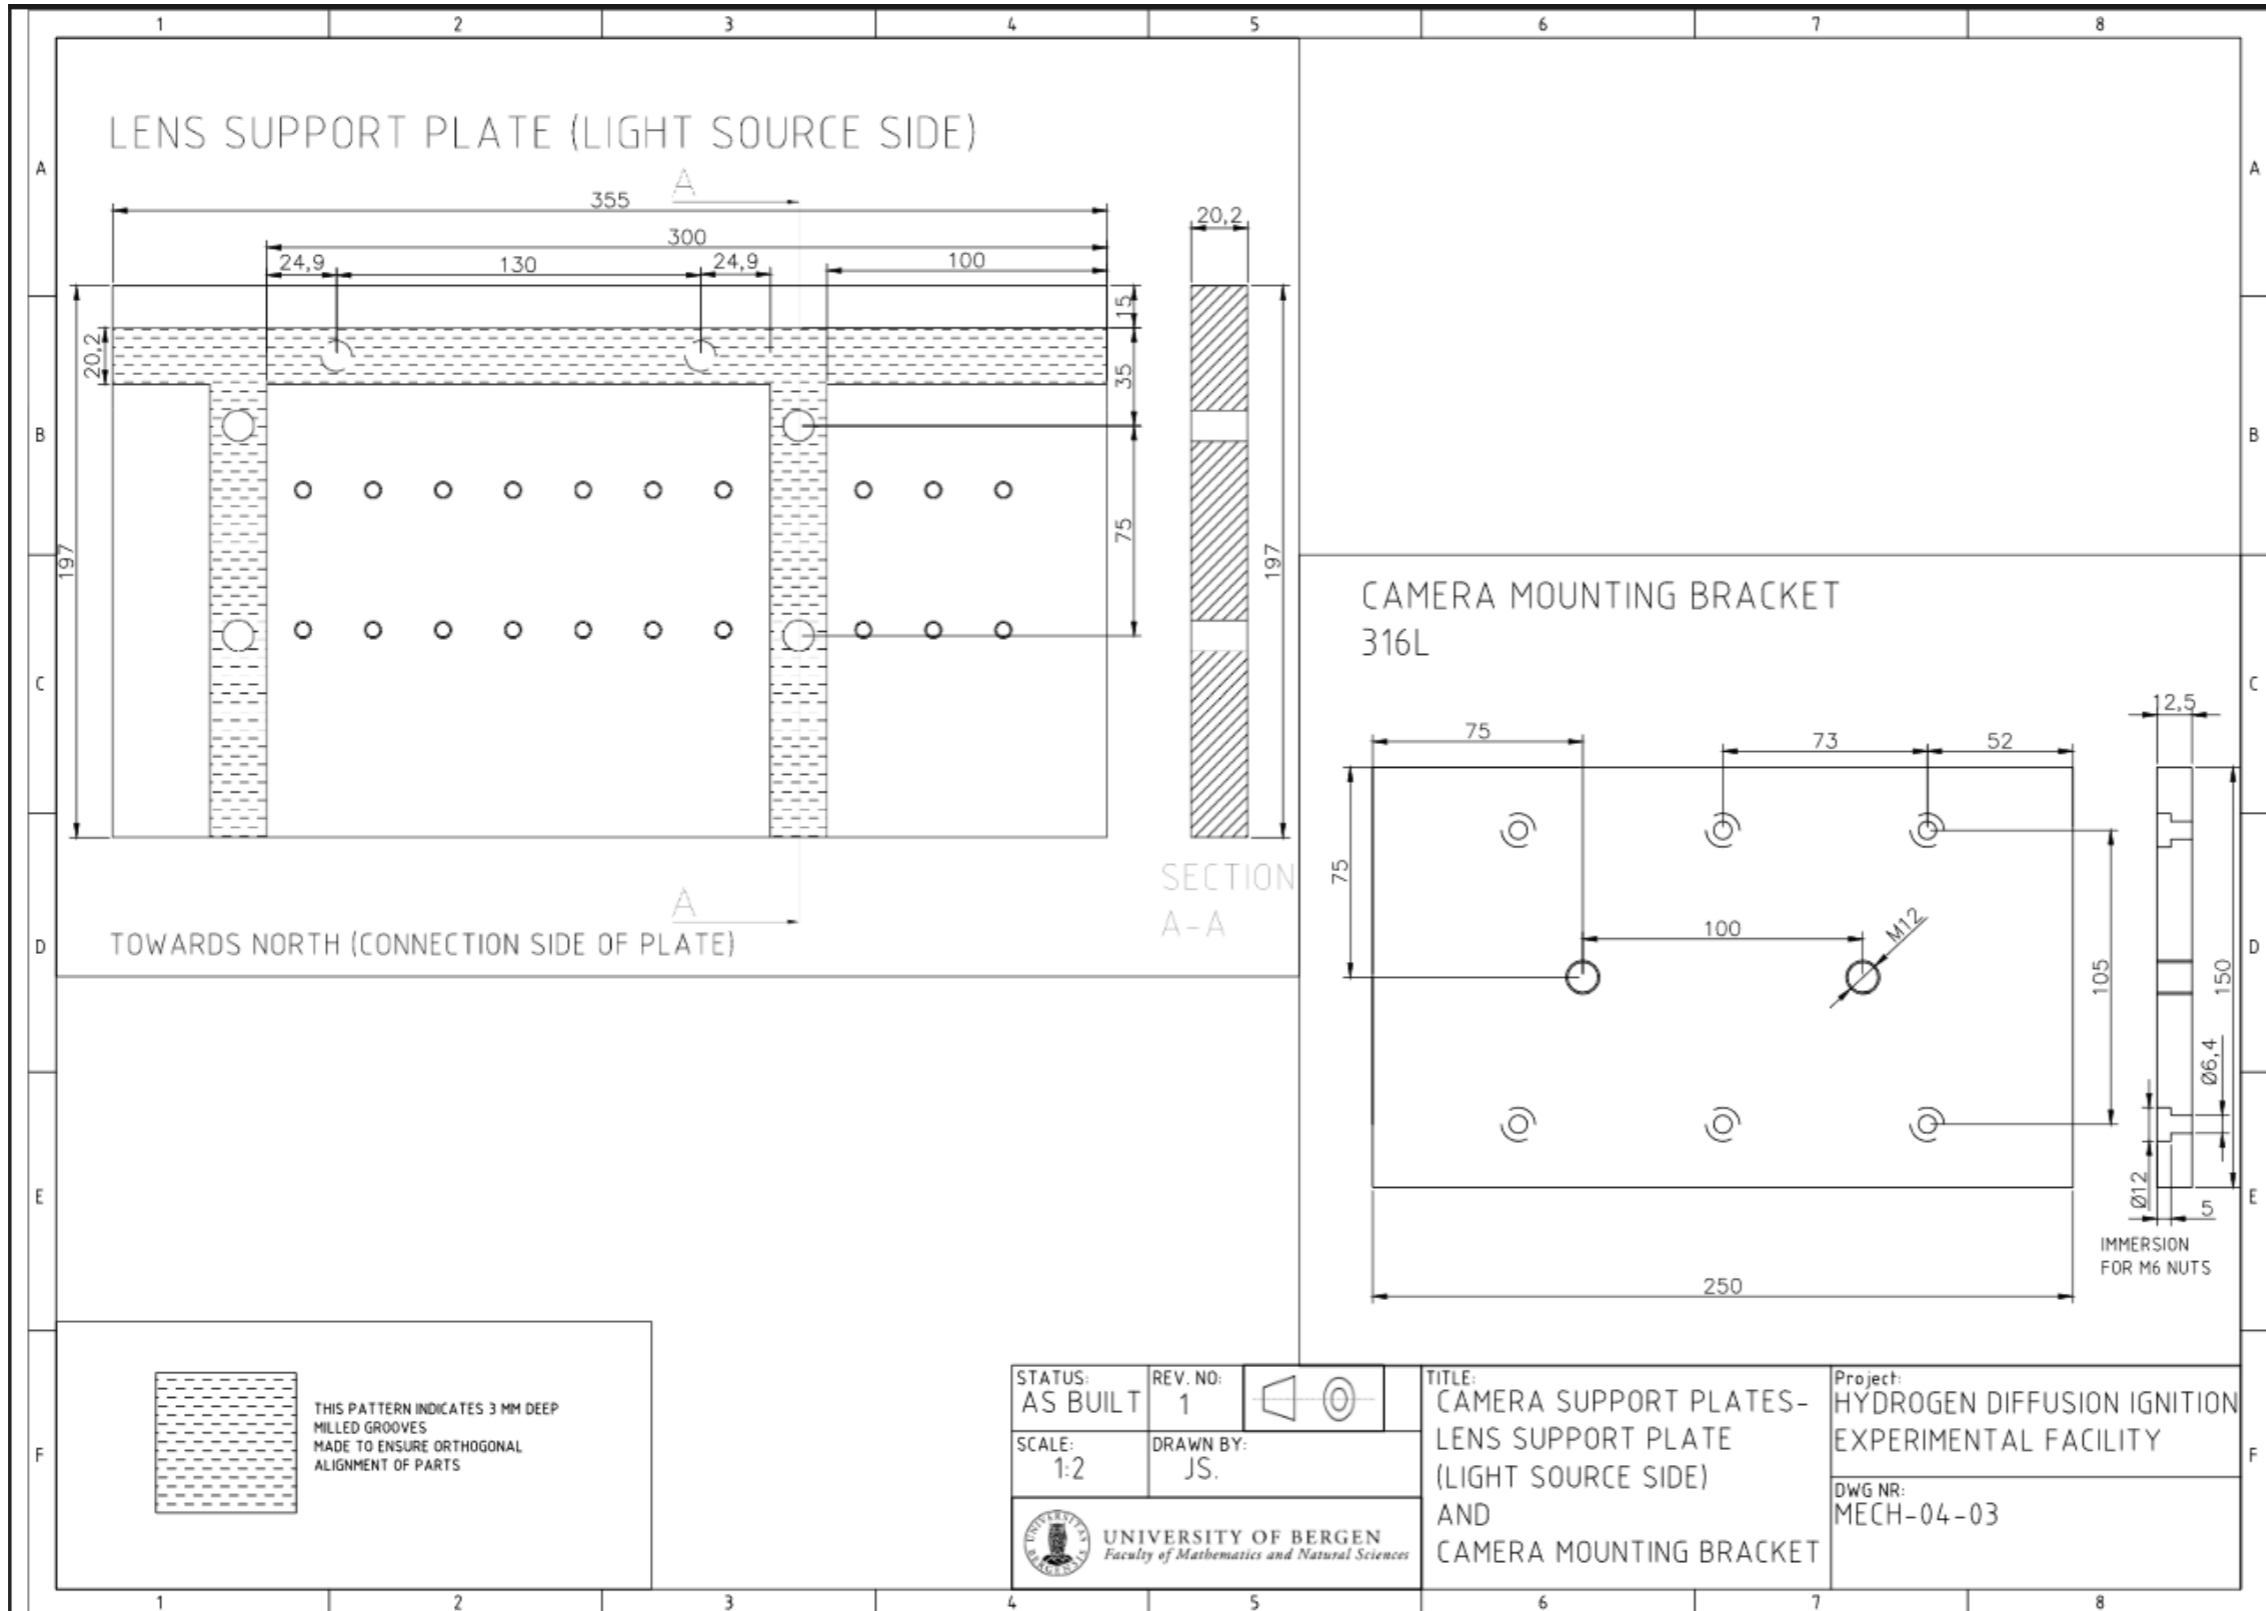 1 2 3 4 5 6 7 8
A A
B B
C C
D D
E E
F F
LENS SUPPORT PLATE (LIGHT SOURCE SIDE)
A
355
300
24,9 130 24,9 100
20,2
15
20,2
35
75
197
197
SECTION
A-A
A
TOWARDS NORTH (CONNECTION SIDE OF PLATE)
CAMERA MOUNTING BRACKET
316L
12,5
75 73 52
75
100
M12
105
150
Ø6,4
Ø12
5
IMMERSION
FOR M6 NUTS
250
THIS PATTERN INDICATES 3 MM DEEP
MILLED GROOVES
MADE TO ENSURE ORTHOGONAL
ALIGNMENT OF PARTS
STATUS:
AS BUILT
REV. NO:
1
SCALE:
1:2
DRAWN BY:
JS.
UNIVERSITAS BERGENSIS
UNIVERSITY OF BERGEN
Faculty of Mathematics and Natural Sciences
TITLE:
CAMERA SUPPORT PLATES-
LENS SUPPORT PLATE
(LIGHT SOURCE SIDE)
AND
CAMERA MOUNTING BRACKET
Project:
HYDROGEN DIFFUSION IGNITION
EXPERIMENTAL FACILITY
DWG NR:
MECH-04-03
1 2 3 4 5 6 7 8